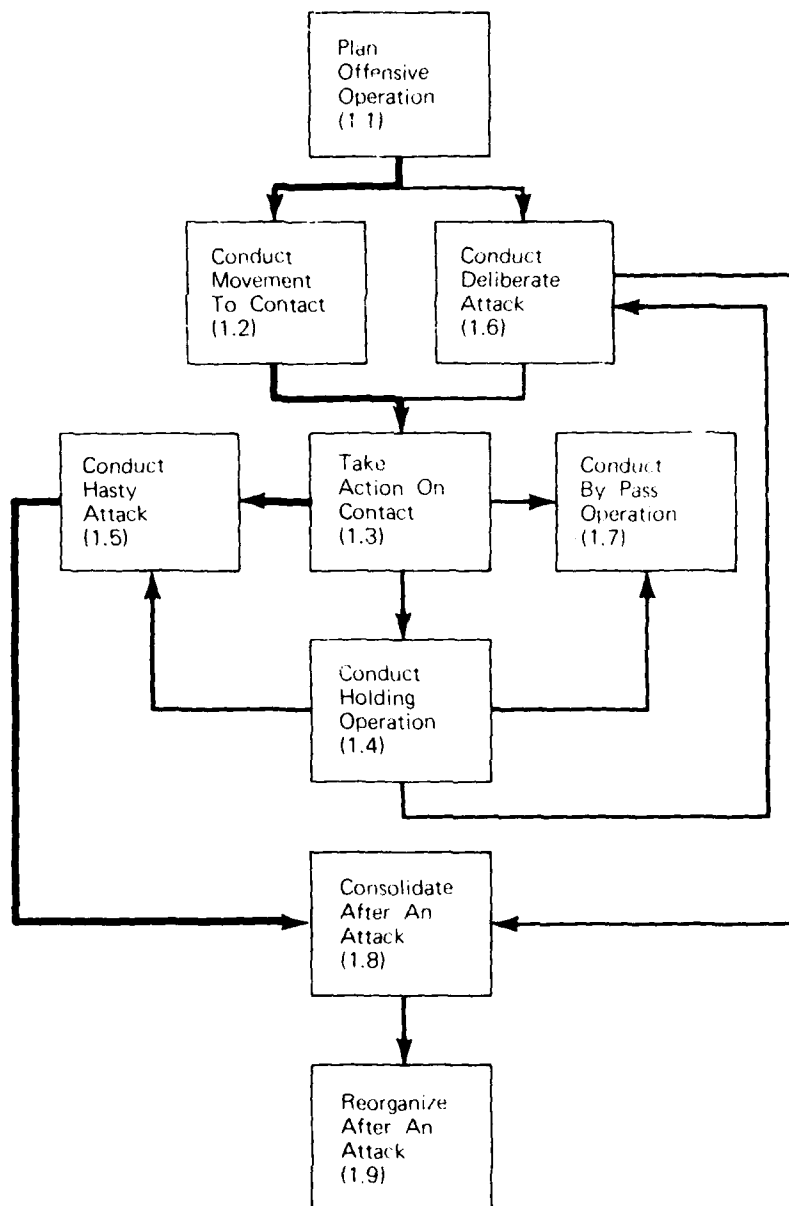 Plan
Offensive
Operation
(1 1)
Conduct
Movement
To Contact
(1.2)
Conduct
Deliberate
Attack
(1.6)
Conduct
Hasty
Attack
(1.5)
Take
Action On
Contact
(1.3)
Conduct
By Pass
Operation
(1.7)
Conduct
Holding
Operation
(1.4)
Consolidate
After An
Attack
(1.8)
Reorganize
After An
Attack
(1.9)